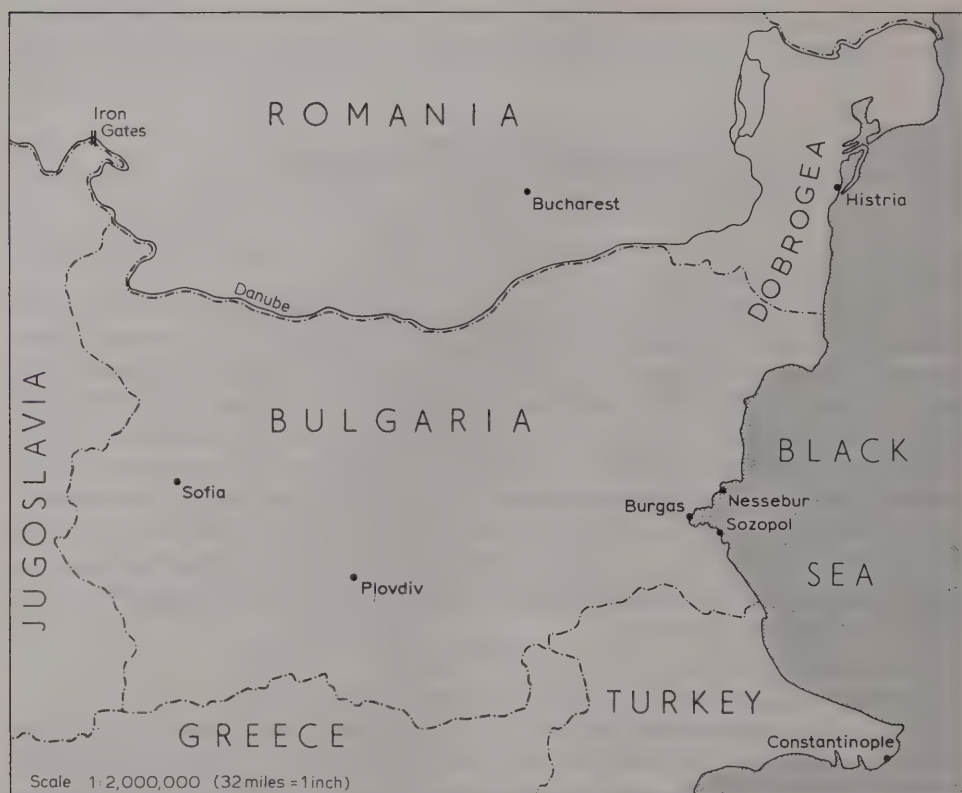 Iron
Gates
ROMANIA
Bucharest
DOBROGEA
Histria
Danube
JUGOSLAVIA
BULGARIA
BLACK
SEA
Sofia
Burgas
Nessebur
Sozopol
Plovdiv
TURKEY
GREECE
Constantinople
Scale 1:2,000,000 (32 miles = 1 inch)